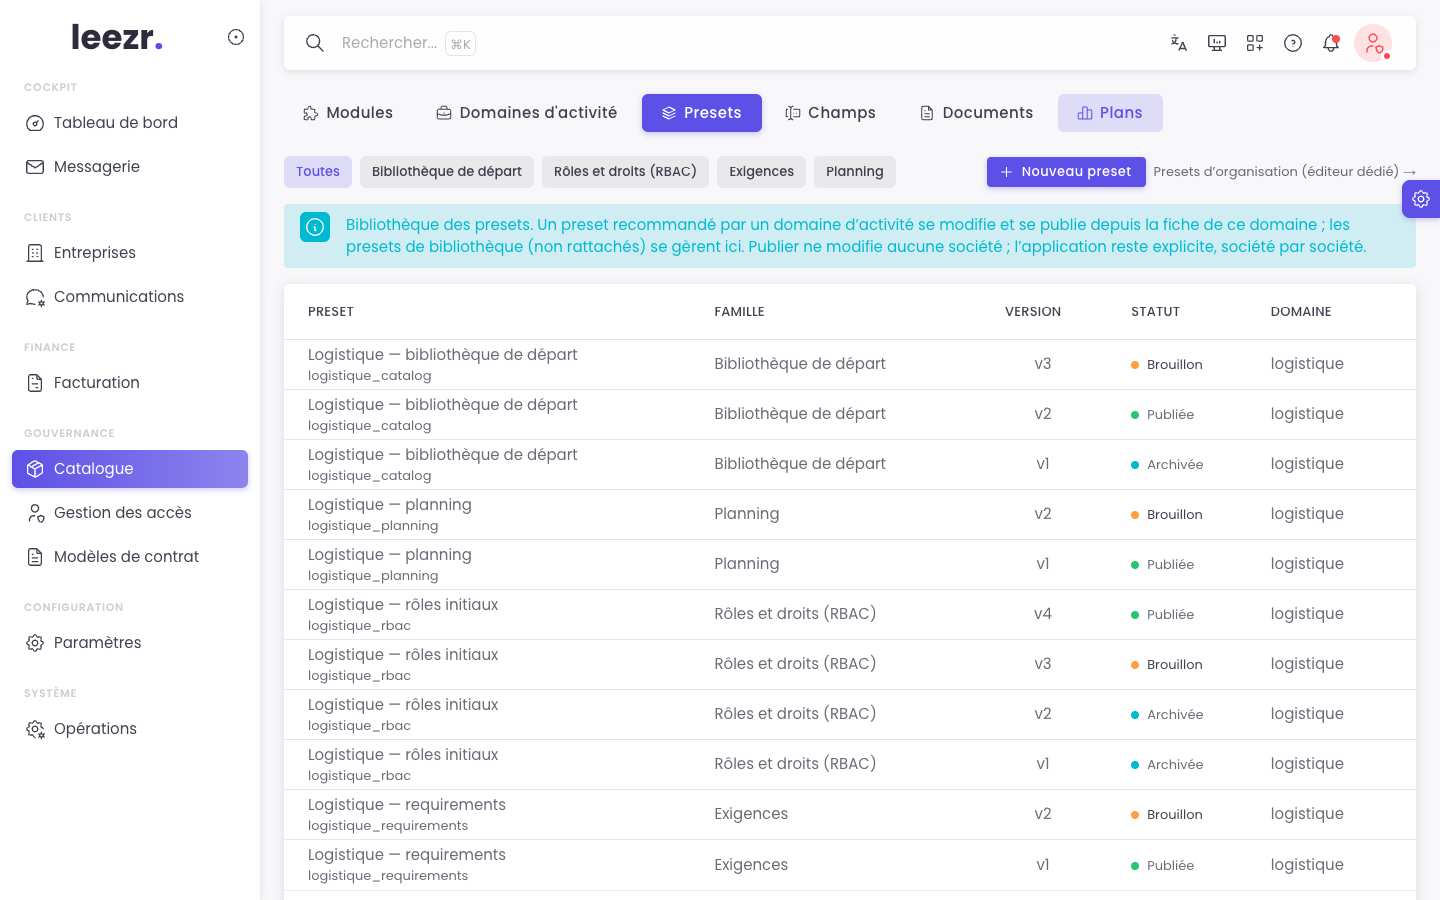 leezr.
COCKPIT
Tableau de bord
Messagerie
CLIENTS
Entreprises
Communications
FINANCE
Facturation
GOUVERNANCE
Catalogue
Gestion des accès
Modèles de contrat
CONFIGURATION
Paramètres
SYSTÈME
Opérations
Rechercher... ⌘K
Modules Domaines d'activité Presets Champs Documents Plans
Toutes Bibliothèque de départ Rôles et droits (RBAC) Exigences Planning Nouveau preset Presets d’organisation (éditeur dédié) →
Bibliothèque des presets. Un preset recommandé par un domaine d’activité se modifie et se publie depuis la fiche de ce domaine ; les
presets de bibliothèque (non rattachés) se gèrent ici. Publier ne modifie aucune société ; l’application reste explicite, société par société.
PRESET FAMILLE VERSION STATUT DOMAINE
Logistique — bibliothèque de départ
logistique_catalog
Bibliothèque de départ v3 Brouillon logistique
Logistique — bibliothèque de départ
logistique_catalog
Bibliothèque de départ v2 Publiée logistique
Logistique — bibliothèque de départ
logistique_catalog
Bibliothèque de départ v1 Archivée logistique
Logistique — planning
logistique_planning
Planning v2 Brouillon logistique
Logistique — planning
logistique_planning
Planning v1 Publiée logistique
Logistique — rôles initiaux
logistique_rbac
Rôles et droits (RBAC) v4 Publiée logistique
Logistique — rôles initiaux
logistique_rbac
Rôles et droits (RBAC) v3 Brouillon logistique
Logistique — rôles initiaux
logistique_rbac
Rôles et droits (RBAC) v2 Archivée logistique
Logistique — rôles initiaux
logistique_rbac
Rôles et droits (RBAC) v1 Archivée logistique
Logistique — requirements
logistique_requirements
Exigences v2 Brouillon logistique
Logistique — requirements
logistique_requirements
Exigences v1 Publiée logistique